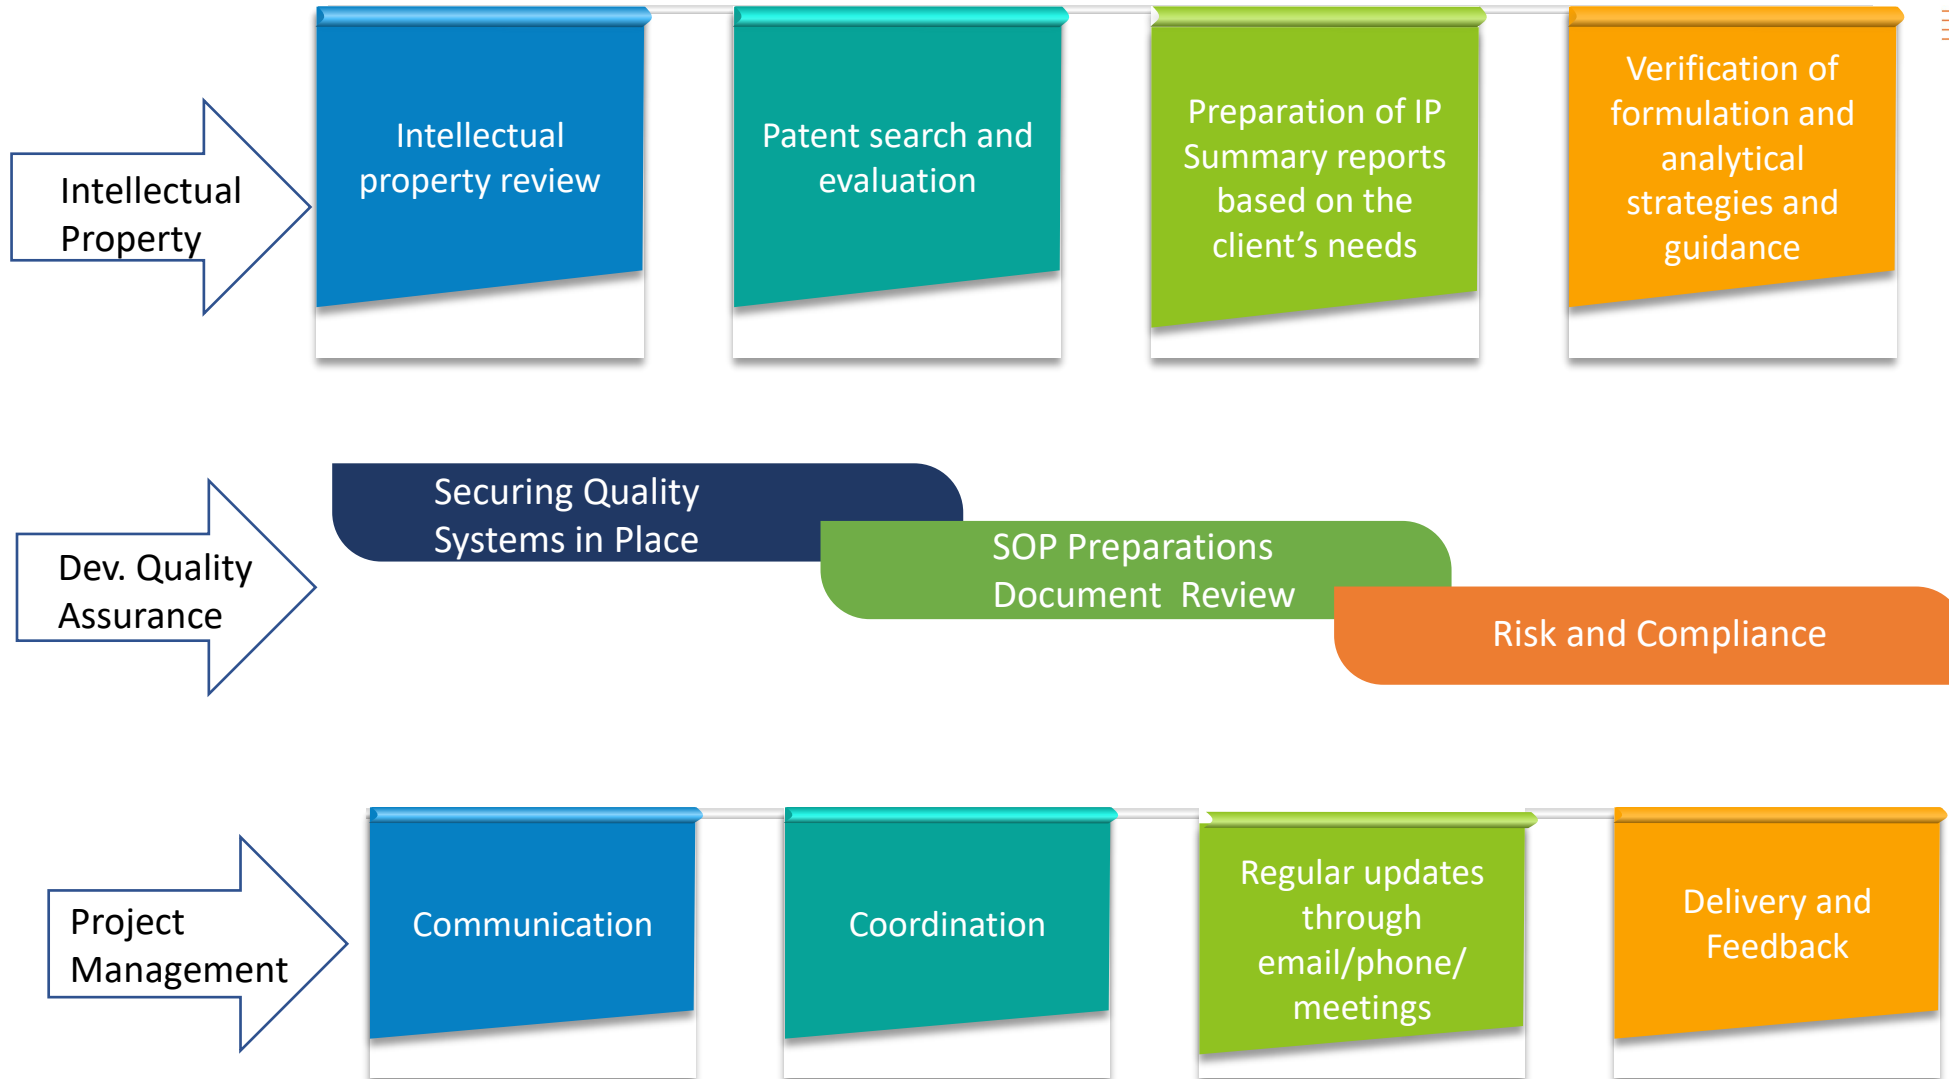 Intellectual
Property
Intellectual
property review
Patent search and
evaluation
Preparation of IP
Summary reports
based on the
client’s needs
Verification of
formulation and
analytical
strategies and
guidance
Dev. Quality
Assurance
Securing Quality
Systems in Place
SOP Preparations
Document  Review
Risk and Compliance
Project
Management
Communication
Coordination
Regular updates
through
email/phone/
meetings
Delivery and
Feedback